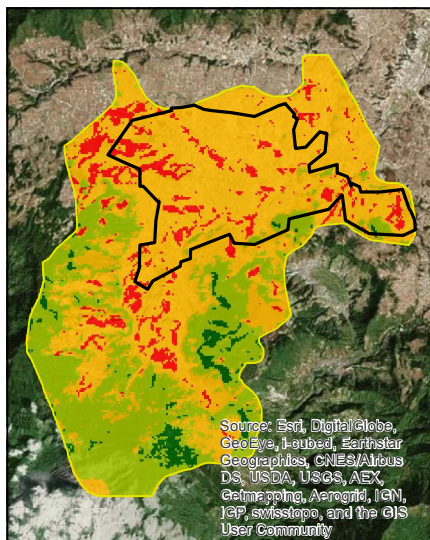 Source: Esri, DigitalGlobe,
GeoEye, i-cubed, Earthstar
Geographics, CNES/Airbus
DS, USDA, USGS, AEX,
Getmapping, Aerogrid, IGN,
IGP, swisstopo, and the GIS
User Community